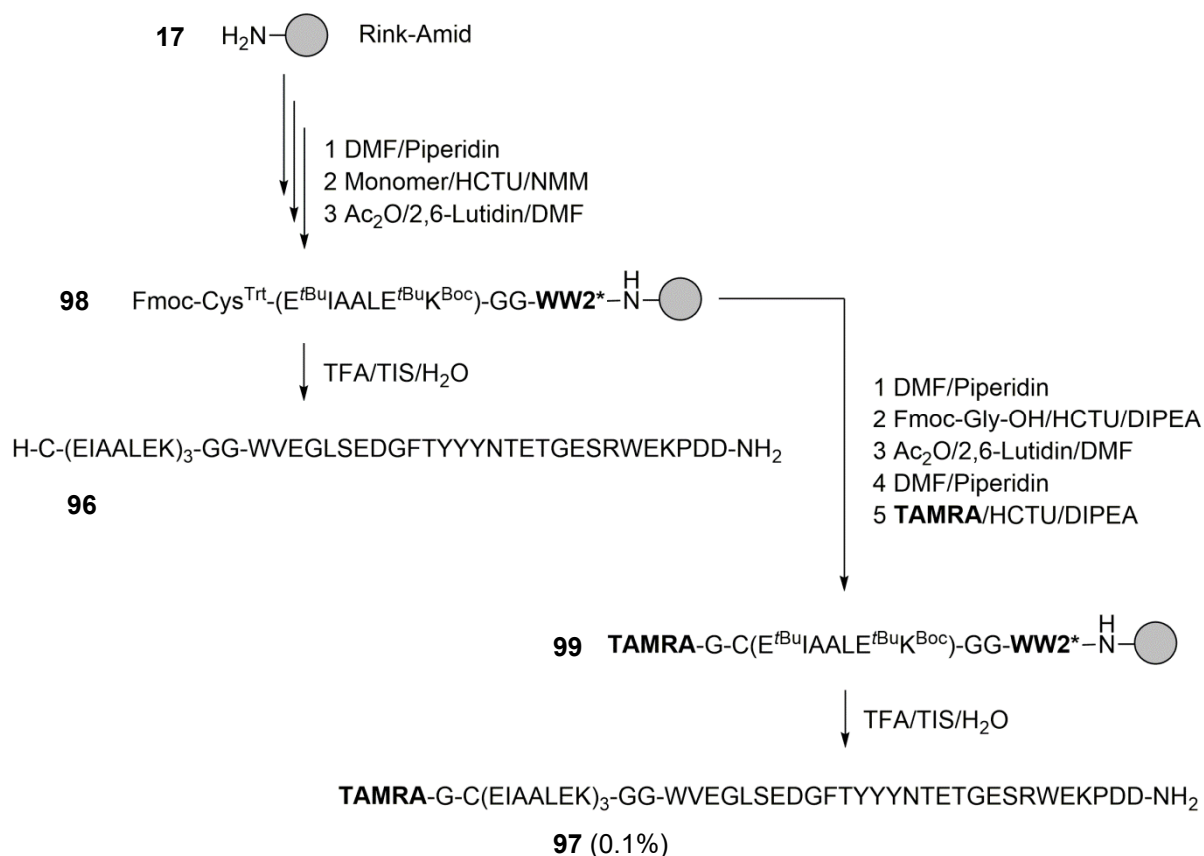 17 H₂N Rink-Amid
1 DMF/Piperidin
2 Monomer/HCTU/NMM
3 Ac₂O/2,6-Lutidin/DMF
98 Fmoc-Cysᵀʳᵗ-(EᵗᴮᵘIAALEᵗᴮᵘKᴮᵒᶜ)-GG-WW2*-N
H
TFA/TIS/H₂O
H-C-(EIAALEK)₃-GG-WVEGLSEDGFTYYYNTETGESRWEKPDD-NH₂
96
1 DMF/Piperidin
2 Fmoc-Gly-OH/HCTU/DIPEA
3 Ac₂O/2,6-Lutidin/DMF
4 DMF/Piperidin
5 TAMRA/HCTU/DIPEA
99 TAMRA-G-C(EᵗᴮᵘIAALEᵗᴮᵘKᴮᵒᶜ)-GG-WW2*-N
H
TFA/TIS/H₂O
TAMRA-G-C(EIAALEK)₃-GG-WVEGLSEDGFTYYYNTETGESRWEKPDD-NH₂
97 (0.1%)